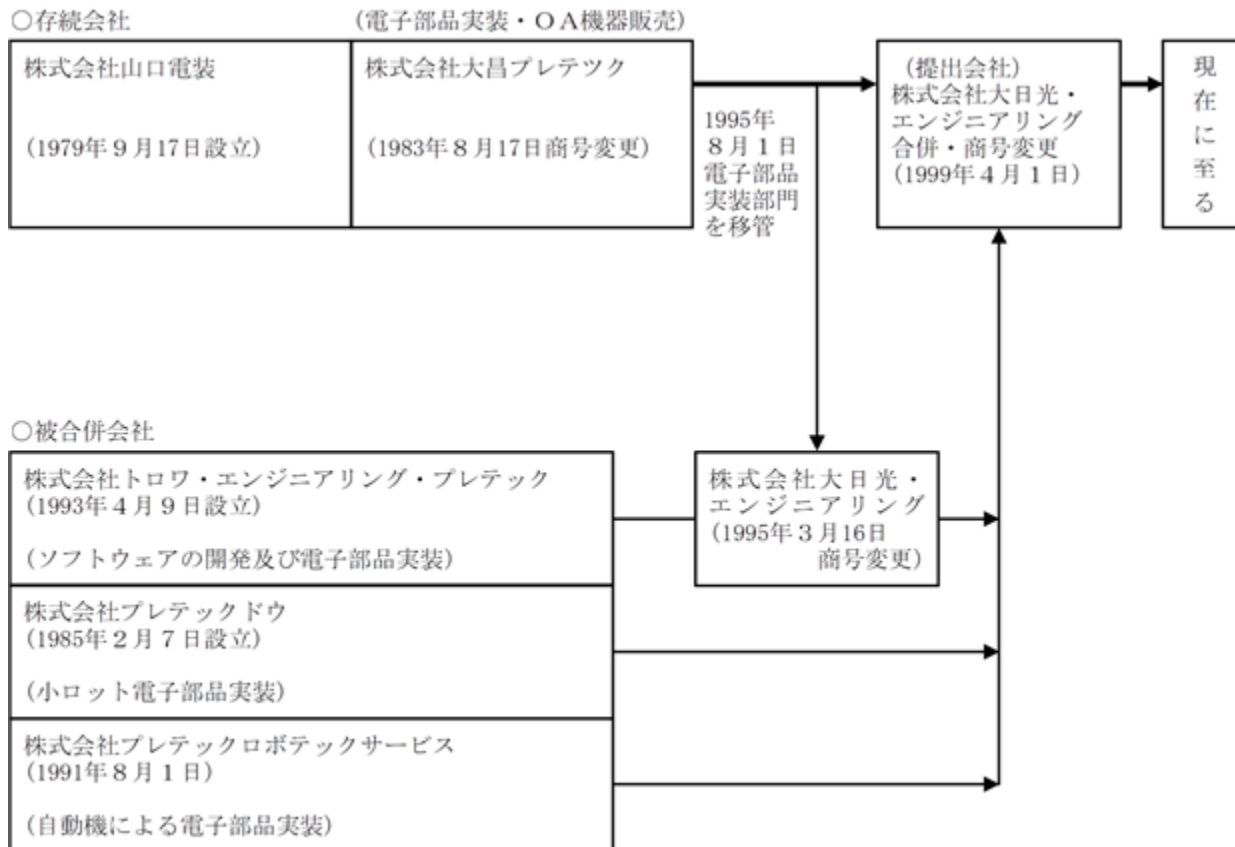 ○存続会社
(電子部品実装・ＯＡ機器販売)
株式会社山口電装
(1979年９月17日設立)
株式会社大昌プレテツク
(1983年８月17日商号変更)
1995年
８月１日
電子部品
実装部門
を移管
(提出会社)
株式会社大日光・
エンジニアリング
合併・商号変更
(1999年４月１日)
現
在
に
至
る
○被合併会社
株式会社トロワ・エンジニアリング・プレテック
(1993年４月９日設立)
(ソフトウェアの開発及び電子部品実装)
株式会社大日光・
エンジニアリング
(1995年３月16日
商号変更)
株式会社プレテックドウ
(1985年２月７日設立)
(小ロット電子部品実装)
株式会社プレテックロボテックサービス
(1991年８月１日)
(自動機による電子部品実装)